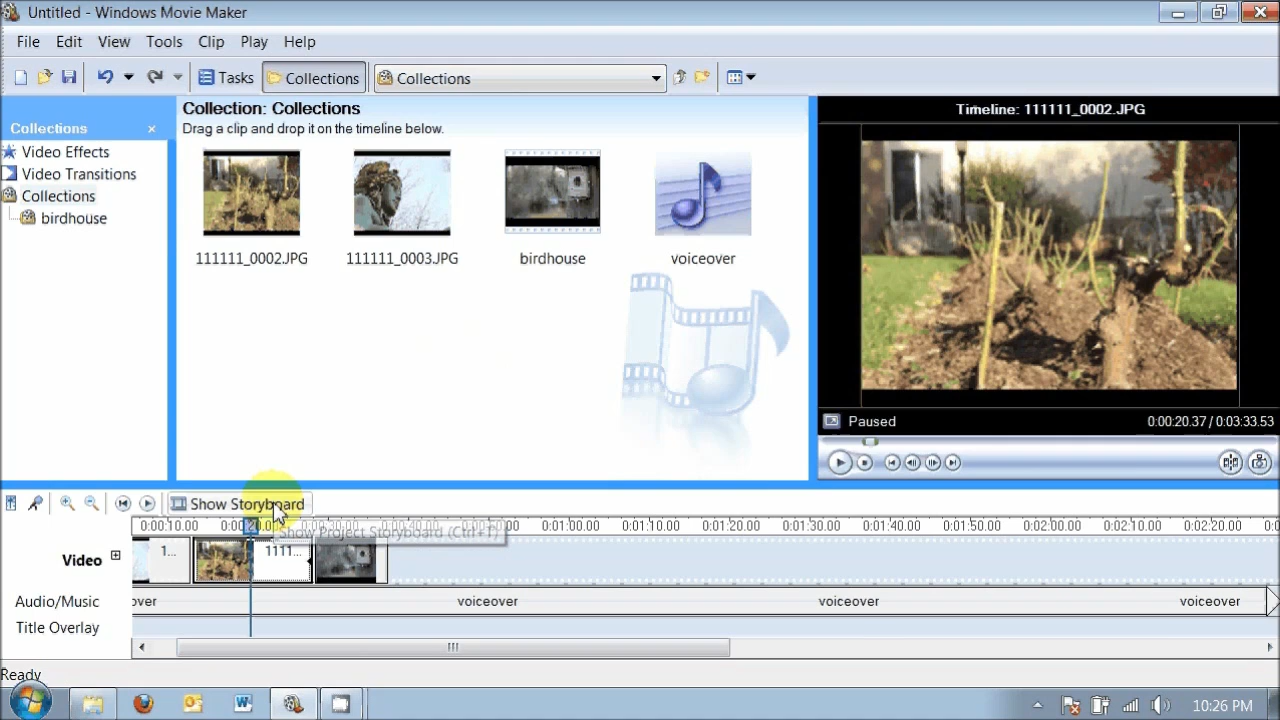 Untitled - Windows Movie Maker
File Edit View Tools Clip Play Help
Tasks Collections Collections
Collections ×
Video Effects
Video Transitions
Collections
birdhouse
Collection: Collections
Drag a clip and drop it on the timeline below.
111111_0002.JPG 111111_0003.JPG birdhouse voiceover
Timeline: 111111_0002.JPG
Paused 0:00:20.37 / 0:03:33.53
Show Storyboard
0:00:10.00 0:00:20.00 0:00:30.00 0:00:40.00 0:00:50.00 0:01:00.00 0:01:10.00 0:01:20.00 0:01:30.00 0:01:40.00 0:01:50.00 0:02:00.00 0:02:10.00 0:02:20.00
Show Project Storyboard (Ctrl+T)
Video 1... 1111...
Audio/Music over voiceover voiceover voiceover
Title Overlay
Ready
10:26 PM